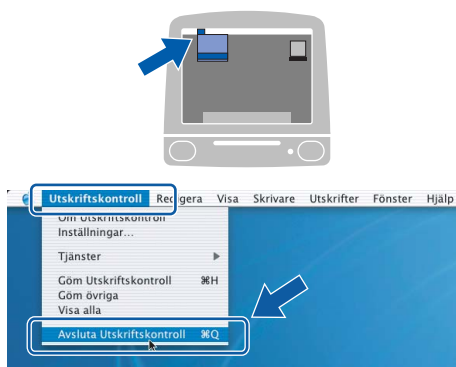 Utskriftskontroll Redigera Visa Skrivare Utskrifter Fönster Hjälp
Om Utskriftskontroll
Inställningar...
Tjänster ▶
Göm Utskriftskontroll ⌘H
Göm övriga
Visa alla
Avsluta Utskriftskontroll ⌘Q